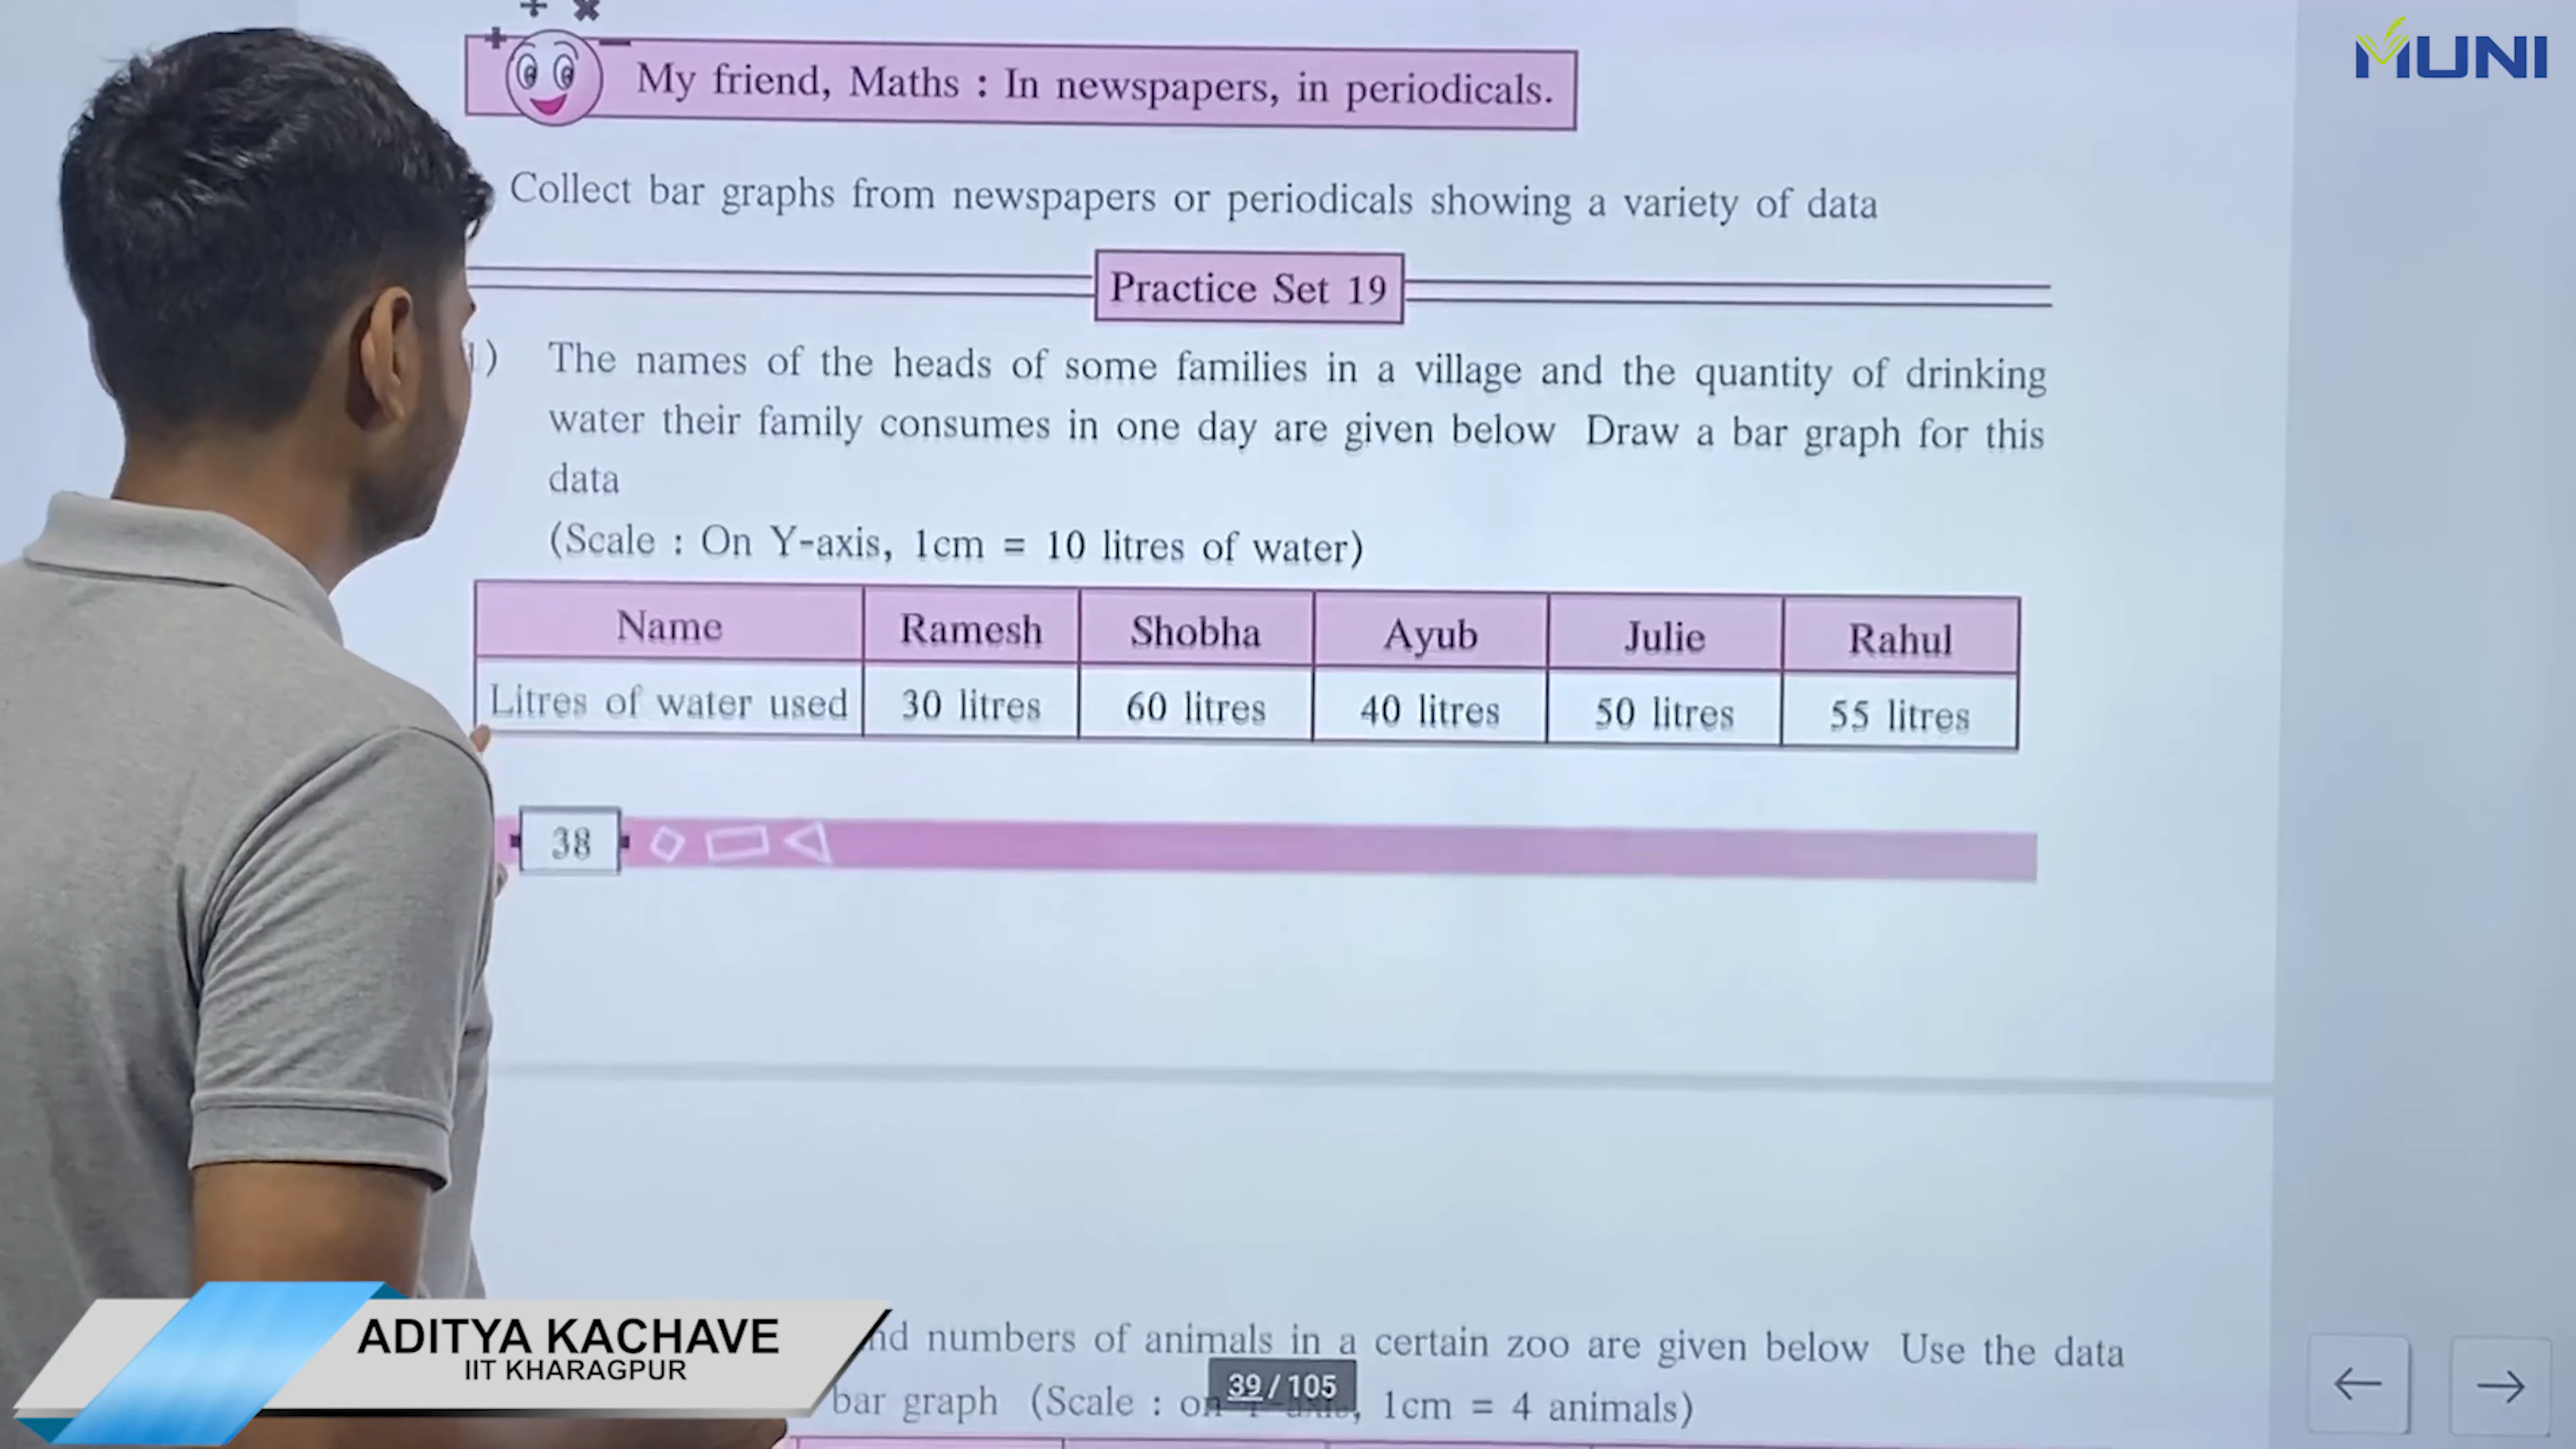 MUNI
My friend, Maths : In newspapers, in periodicals.
Collect bar graphs from newspapers or periodicals showing a variety of data
Practice Set 19
) The names of the heads of some families in a village and the quantity of drinking
water their family consumes in one day are given below Draw a bar graph for this
data
(Scale : On Y-axis, 1cm = 10 litres of water)
Name Ramesh Shobha Ayub Julie Rahul
Litres of water used 30 litres 60 litres 40 litres 50 litres 55 litres
38
numbers of animals in a certain zoo are given below Use the data
bar graph (Scale : on , 1cm = 4 animals)
39 / 105
ADITYA KACHAVE
IIT KHARAGPUR